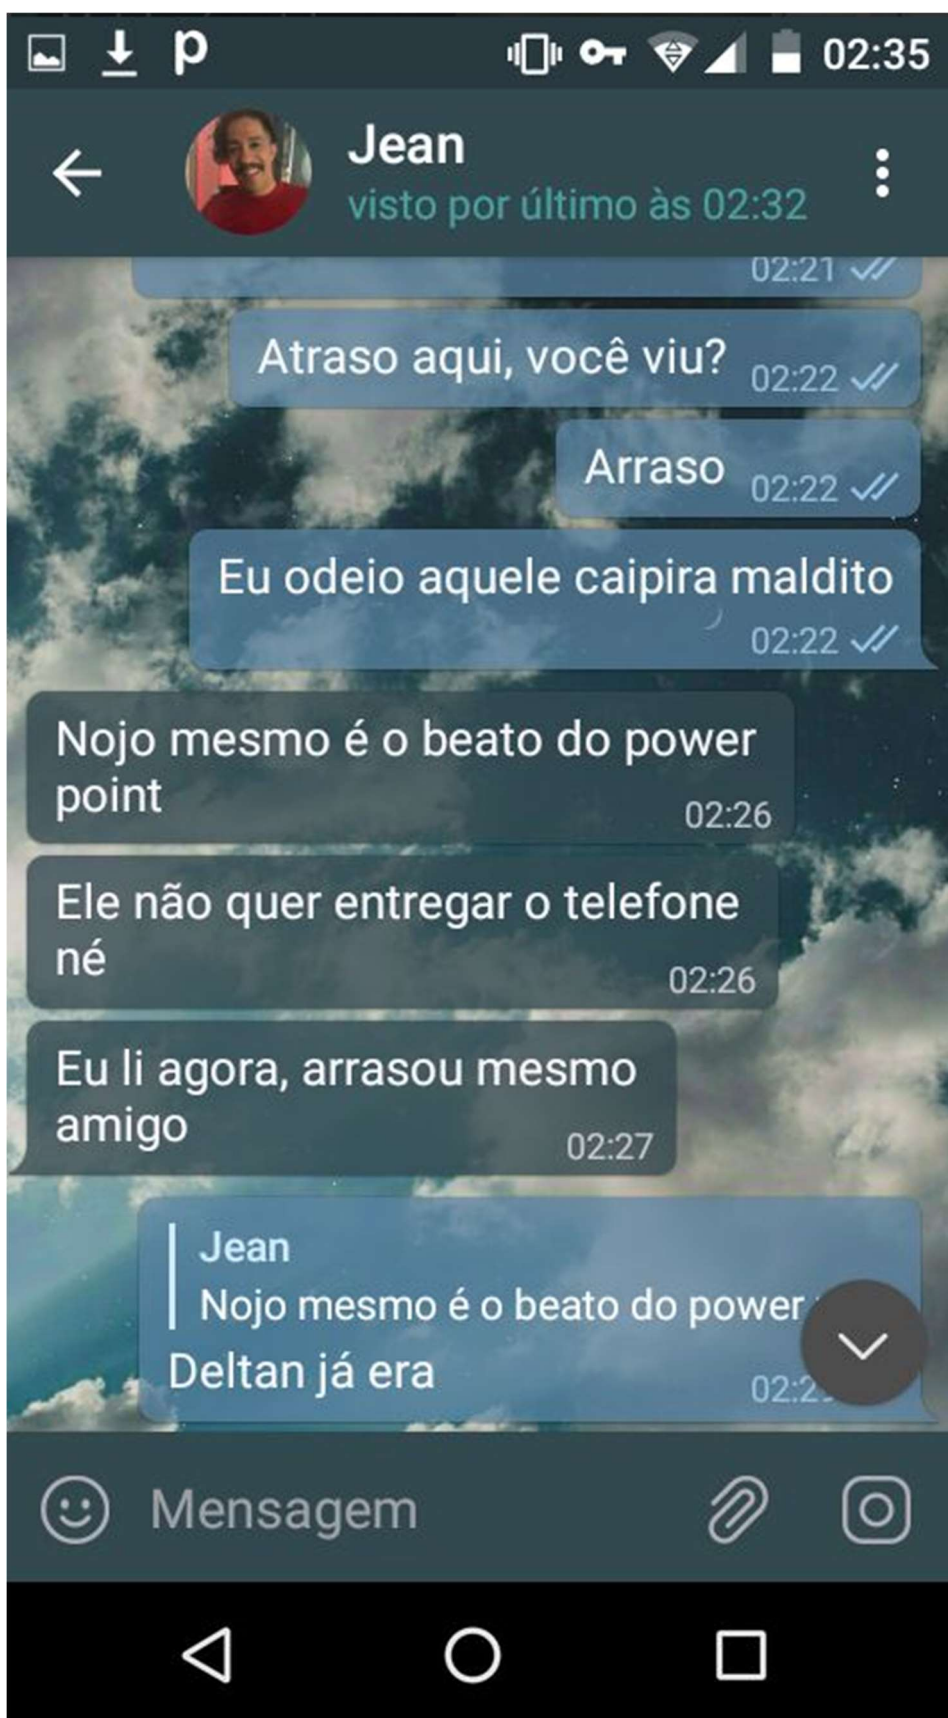 02:35
Jean
visto por último às 02:32
02:21
Atraso aqui, você viu? 02:22
Arraso 02:22
Eu odeio aquele caipira maldito
02:22
Nojo mesmo é o beato do power
point
02:26
Ele não quer entregar o telefone
né
02:26
Eu li agora, arrasou mesmo
amigo
02:27
Jean
Nojo mesmo é o beato do power
Deltan já era
02:2
Mensagem